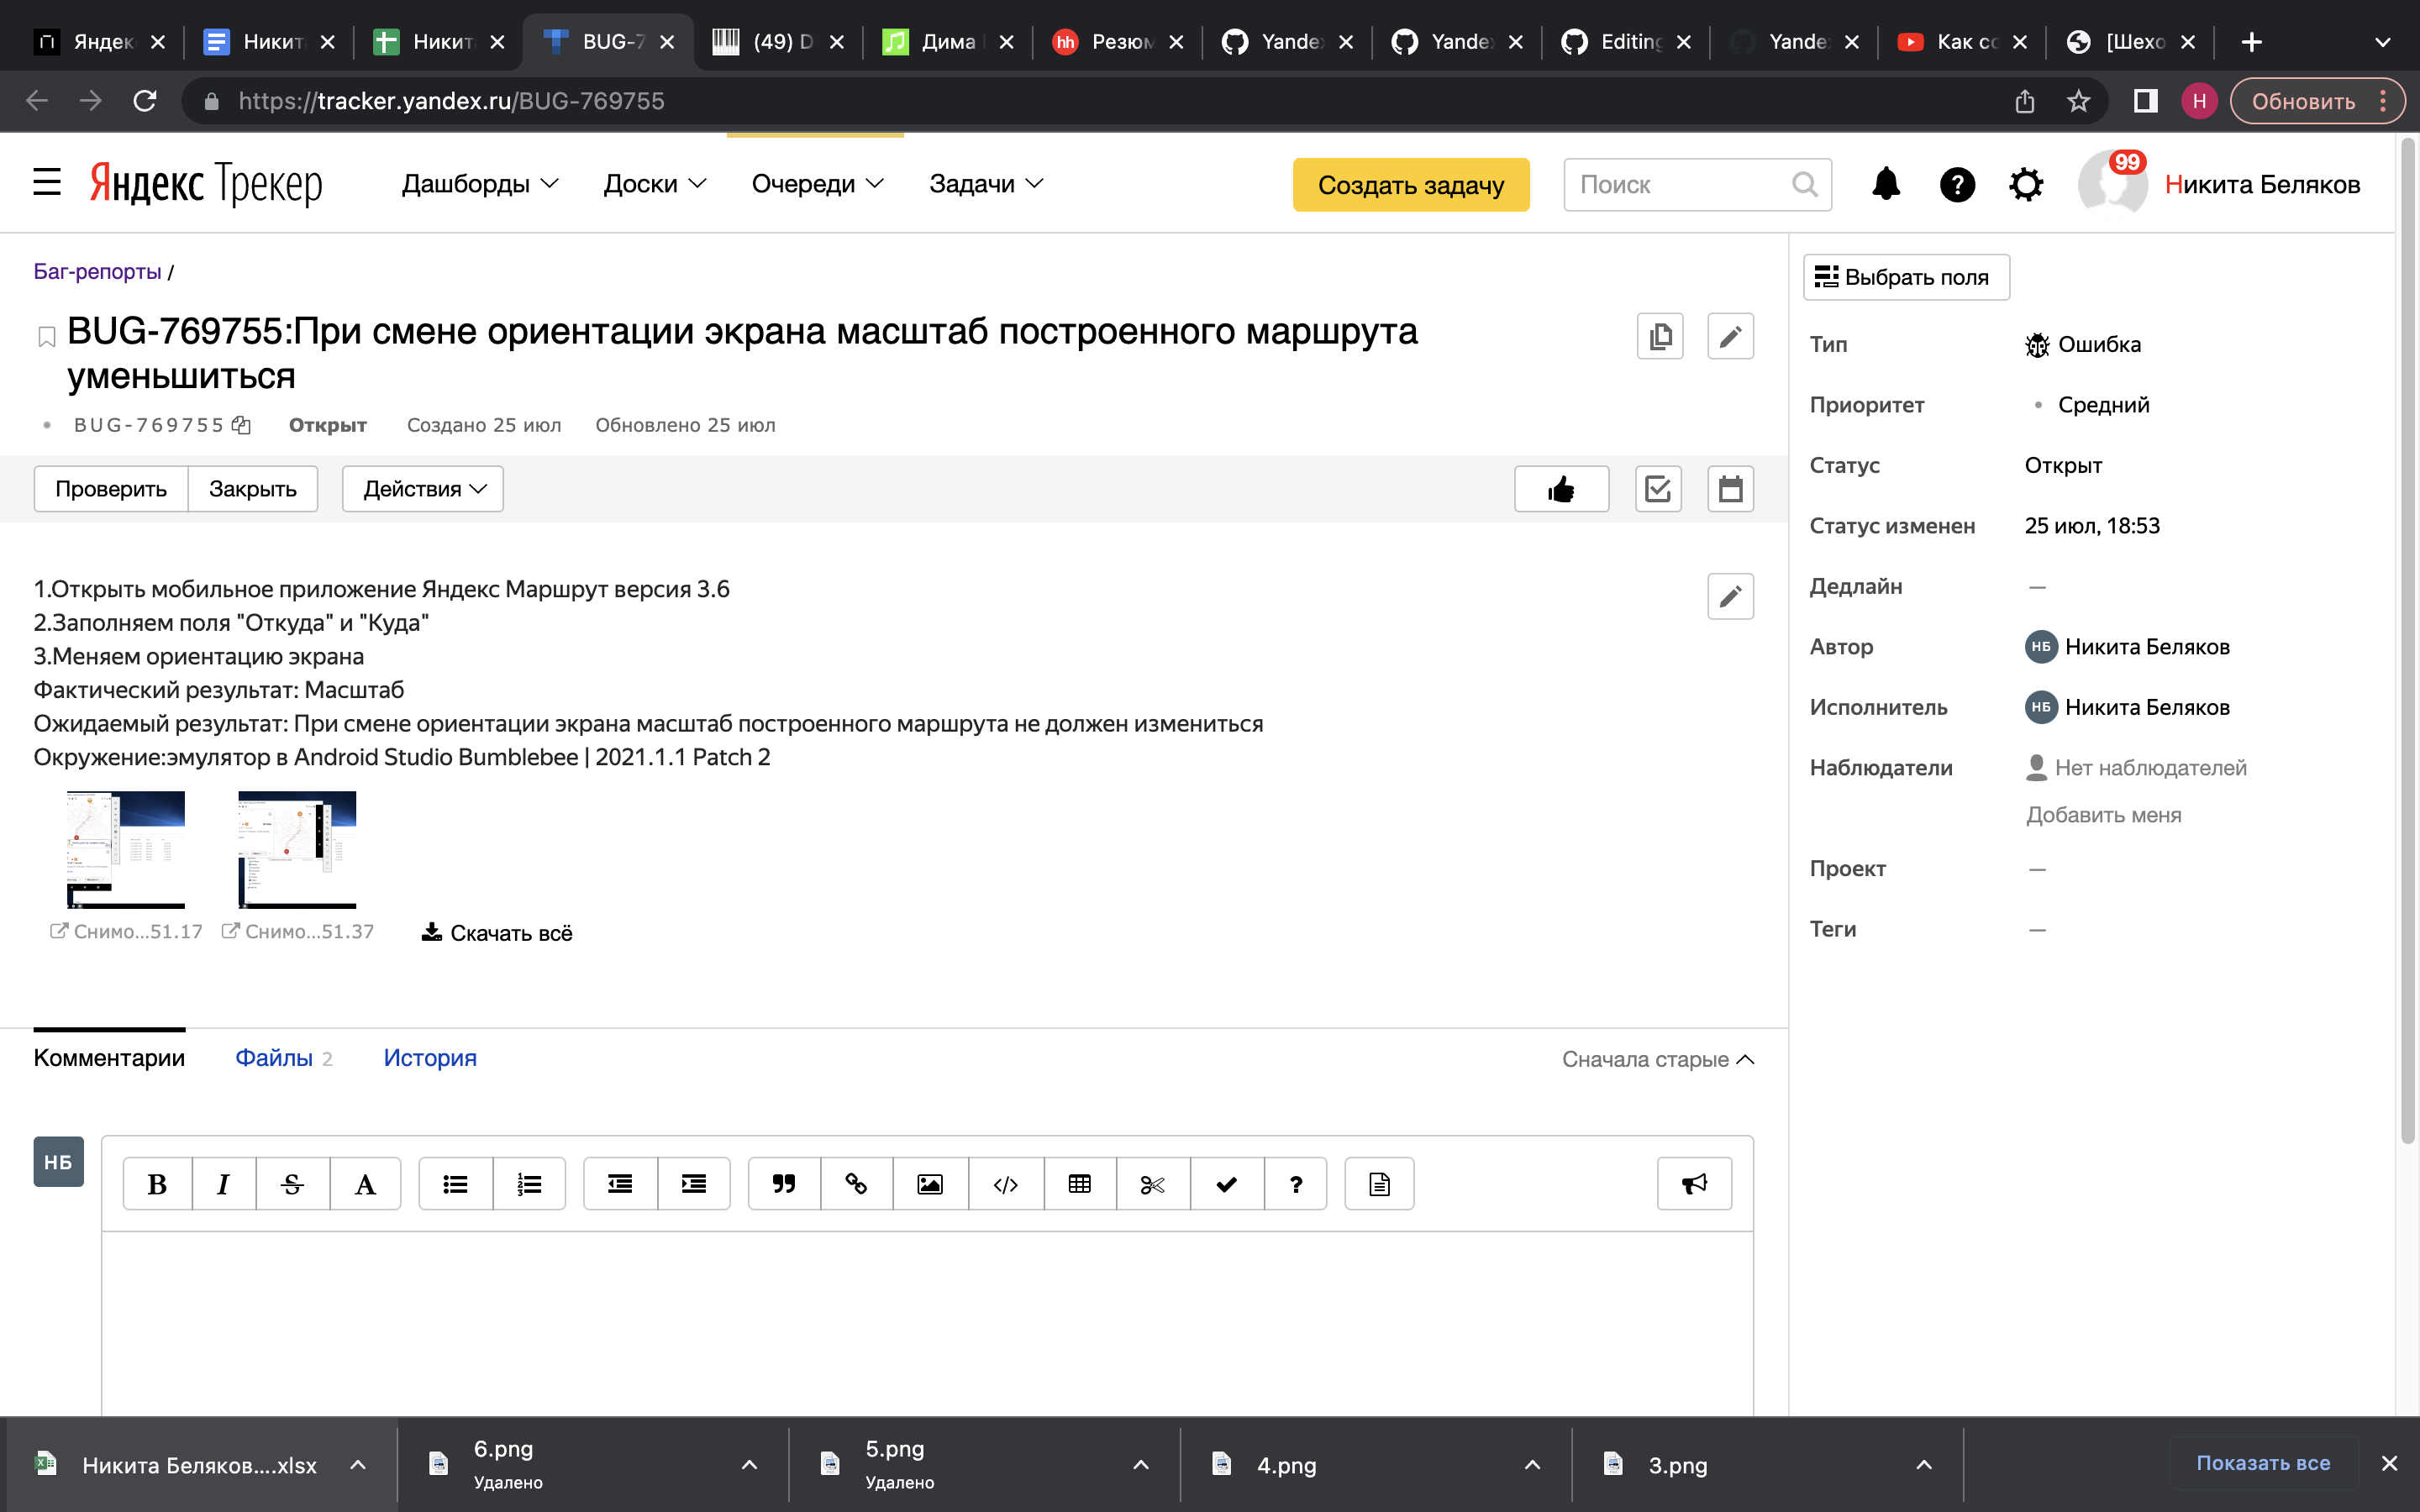 Яндек
Никит
Никит
BUG-7
(49) D
Дима
Резюм
Yande
Yande
Editing
Yande
Как со
[Шехо
https://tracker.yandex.ru/BUG-769755
Н
Обновить
Яндекс Трекер
Дашборды
Доски
Очереди
Задачи
Создать задачу
Поиск
99
Никита Беляков
Баг-репорты /
BUG-769755:При смене ориентации экрана масштаб построенного маршрута
уменьшиться
BUG-769755
Открыт
Создано 25 июл
Обновлено 25 июл
Проверить
Закрыть
Действия
1.Открыть мобильное приложение Яндекс Маршрут версия 3.6
2.Заполняем поля "Откуда" и "Куда"
3.Меняем ориентацию экрана
Фактический результат: Масштаб
Ожидаемый результат: При смене ориентации экрана масштаб построенного маршрута не должен измениться
Окружение:эмулятор в Android Studio Bumblebee | 2021.1.1 Patch 2
Снимо...51.17
Снимо...51.37
Скачать всё
Комментарии
Файлы 2
История
Сначала старые
НБ
B I S A
Выбрать поля
Тип
Ошибка
Приоритет
Средний
Статус
Открыт
Статус изменен
25 июл, 18:53
Дедлайн
—
Автор
НБ Никита Беляков
Исполнитель
НБ Никита Беляков
Наблюдатели
Нет наблюдателей
Добавить меня
Проект
—
Теги
—
Никита Беляков....xlsx
6.png
Удалено
5.png
Удалено
4.png
3.png
Показать все